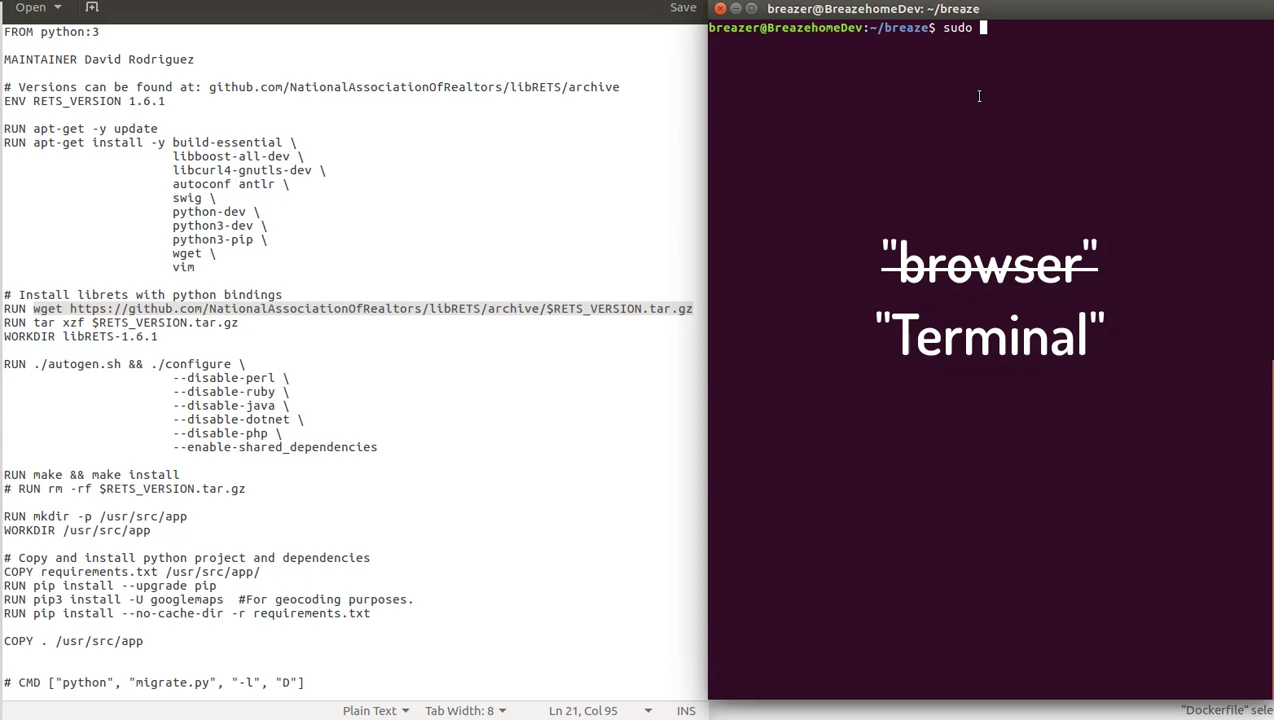 Open
Save
FROM python:3
MAINTAINER David Rodriguez
# Versions can be found at: github.com/NationalAssociationOfRealtors/libRETS/archive
ENV RETS_VERSION 1.6.1
RUN apt-get -y update
RUN apt-get install -y build-essential \
libboost-all-dev \
libcurl4-gnutls-dev \
autoconf antlr \
swig \
python-dev \
python3-dev \
python3-pip \
wget \
vim
# Install librets with python bindings
RUN wget https://github.com/NationalAssociationOfRealtors/libRETS/archive/$RETS_VERSION.tar.gz
RUN tar xzf $RETS_VERSION.tar.gz
WORKDIR libRETS-1.6.1
RUN ./autogen.sh && ./configure \
--disable-perl \
--disable-ruby \
--disable-java \
--disable-dotnet \
--disable-php \
--enable-shared_dependencies
RUN make && make install
# RUN rm -rf $RETS_VERSION.tar.gz
RUN mkdir -p /usr/src/app
WORKDIR /usr/src/app
# Copy and install python project and dependencies
COPY requirements.txt /usr/src/app/
RUN pip install --upgrade pip
RUN pip3 install -U googlemaps  #For geocoding purposes.
RUN pip install --no-cache-dir -r requirements.txt
COPY . /usr/src/app
# CMD ["python", "migrate.py", "-l", "D"]
Plain Text Tab Width: 8 Ln 21, Col 95 INS
breazer@BreazehomeDev: ~/breaze
breazer@BreazehomeDev:~/breaze$ sudo
"browser"
"Terminal"
"Dockerfile" sele